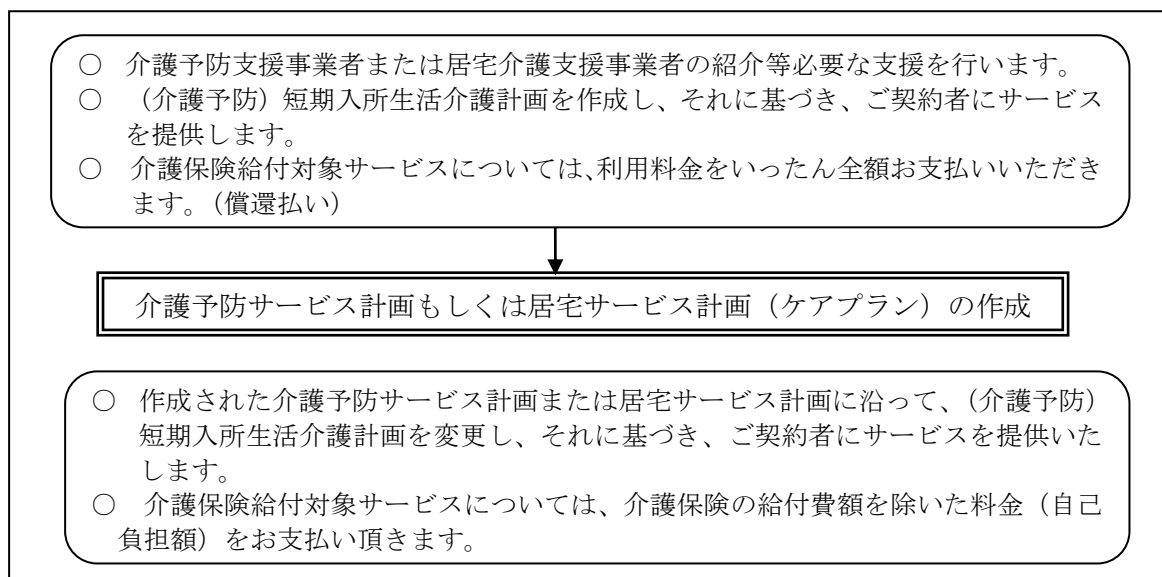 ○ 介護予防支援事業者または居宅介護支援事業者の紹介等必要な支援を行います。
○ （介護予防）短期入所生活介護計画を作成し、それに基づき、ご契約者にサービス
を提供します。
○ 介護保険給付対象サービスについては、利用料金をいったん全額お支払いいただき
ます。（償還払い）
介護予防サービス計画もしくは居宅サービス計画（ケアプラン）の作成
○ 作成された介護予防サービス計画または居宅サービス計画に沿って、（介護予防）
短期入所生活介護計画を変更し、それに基づき、ご契約者にサービスを提供いた
します。
○ 介護保険給付対象サービスについては、介護保険の給付費額を除いた料金（自己
負担額）をお支払い頂きます。